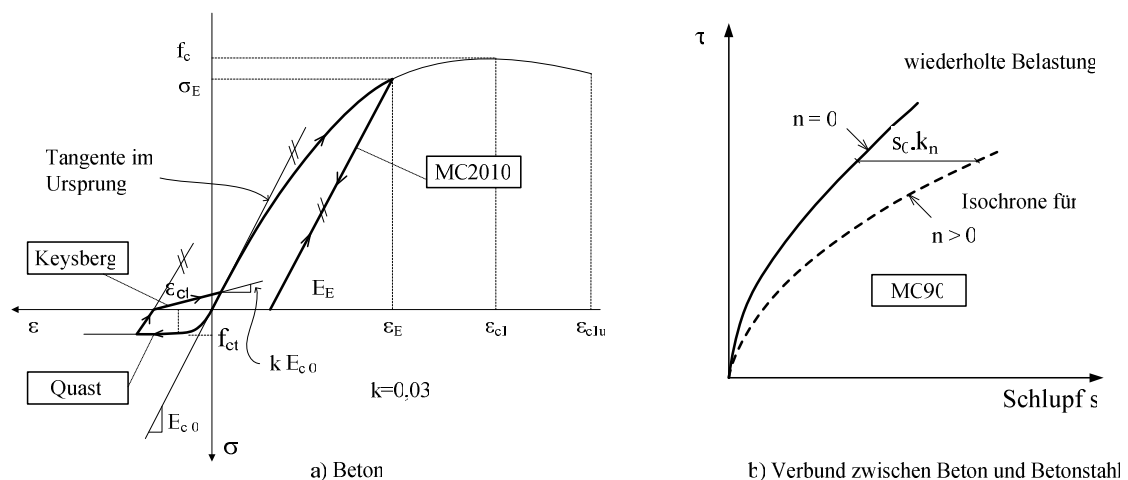 f_c
σ_E
Tangente im
Ursprung
MC2010
Keysberg
ε_ct
E_E
ε
ε_E
ε_c1
ε_c1u
f_ct
k E_c0
Quast
k=0,03
E_c0
σ
a) Beton
τ
wiederholte Belastung
n = 0
s_0.k_n
Isochrone für
n > 0
MC90
Schlupf s
b) Verbund zwischen Beton und Betonstahl